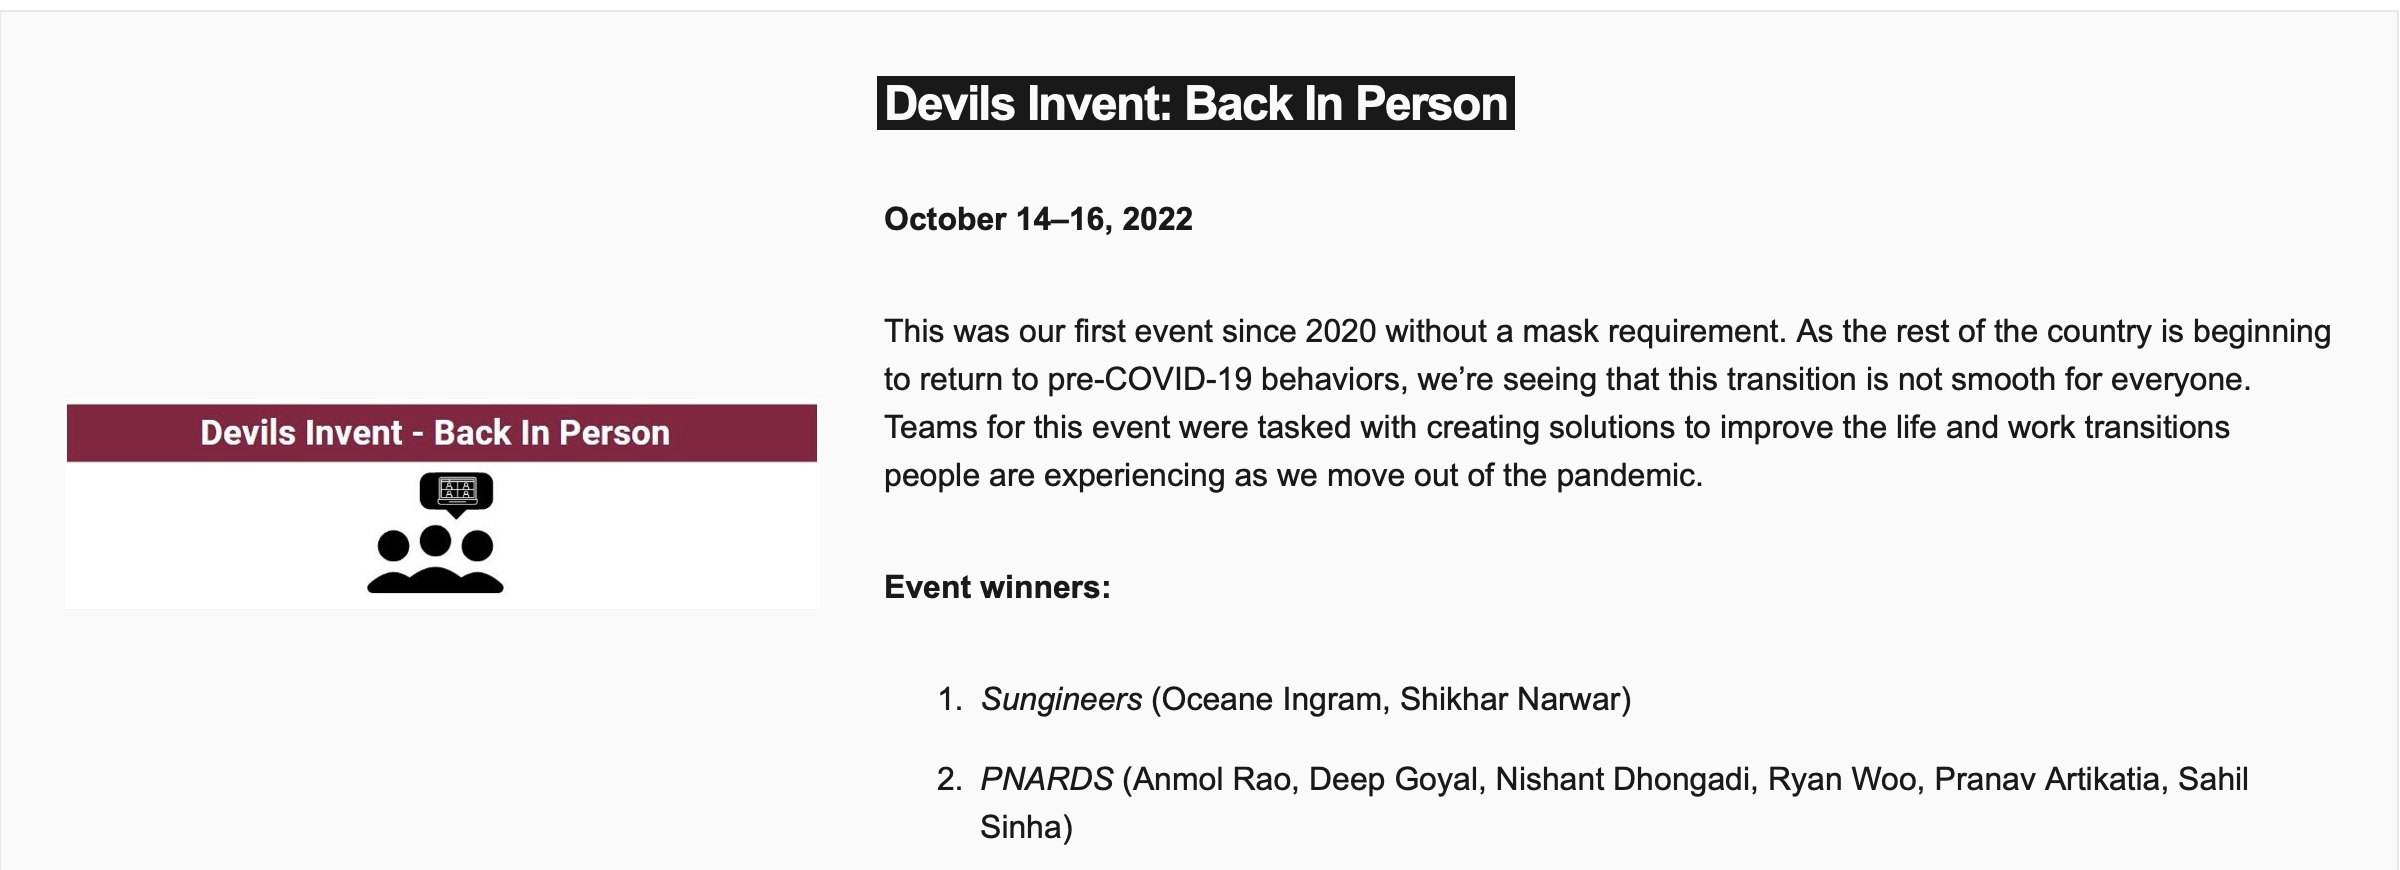 Devils Invent: Back In Person
October 14–16, 2022
This was our first event since 2020 without a mask requirement. As the rest of the country is beginning
to return to pre-COVID-19 behaviors, we’re seeing that this transition is not smooth for everyone.
Teams for this event were tasked with creating solutions to improve the life and work transitions
people are experiencing as we move out of the pandemic.
Devils Invent - Back In Person
Event winners:
1. Sungineers (Oceane Ingram, Shikhar Narwar)
2. PNARDS (Anmol Rao, Deep Goyal, Nishant Dhongadi, Ryan Woo, Pranav Artikatia, Sahil
Sinha)